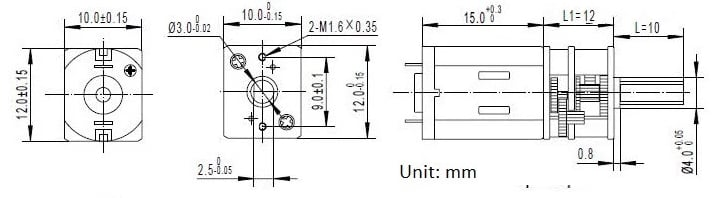 10.0±0.15
12.0±0.15
10.0-0.15 0
Ø3.0-0.02 0
2-M1.6×0.35
9.0±0.1
12.0-0.15 0
2.5-0.05 0
15.0+0.3 0
L1=12
L=10
0.8
Ø4.0+0.05 0
Unit: mm